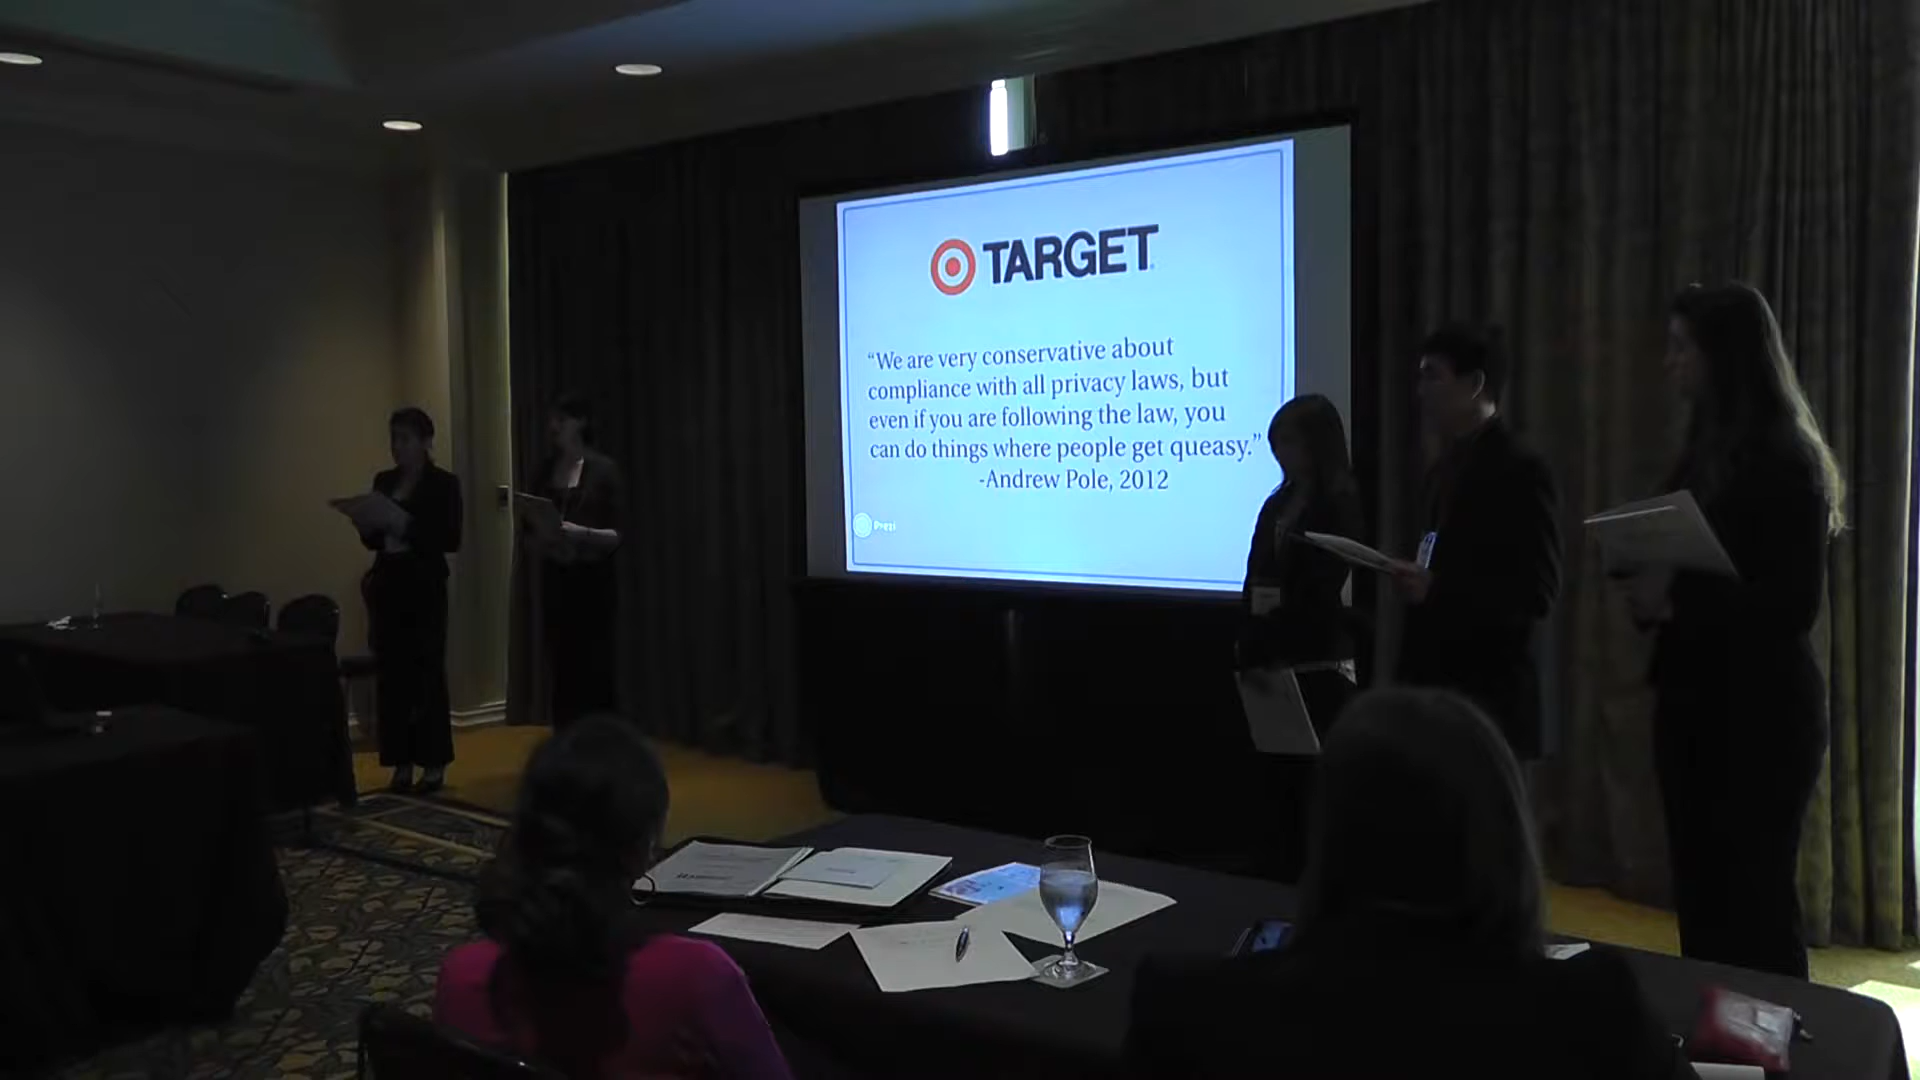 TARGET
“We are very conservative about
compliance with all privacy laws, but
even if you are following the law, you
can do things where people get queasy.”
-Andrew Pole, 2012
Prezi